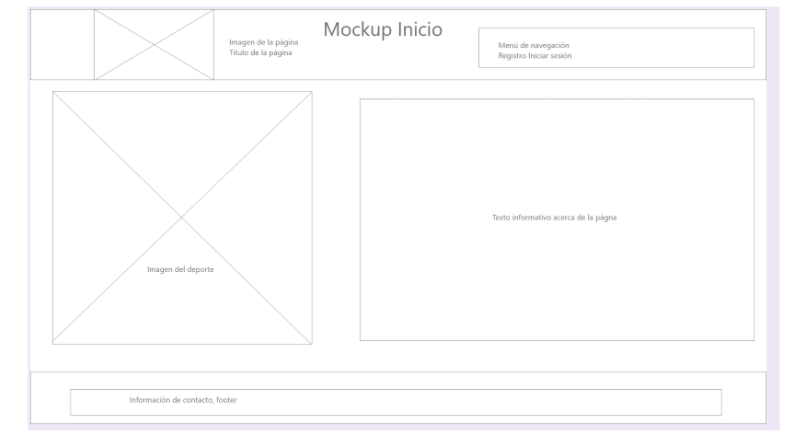 Mockup Inicio
Imagen de la página
Título de la página
Menú de navegación
Registro Iniciar sesión
Imagen del deporte
Texto informativo acerca de la págna
Información de contacto, footer